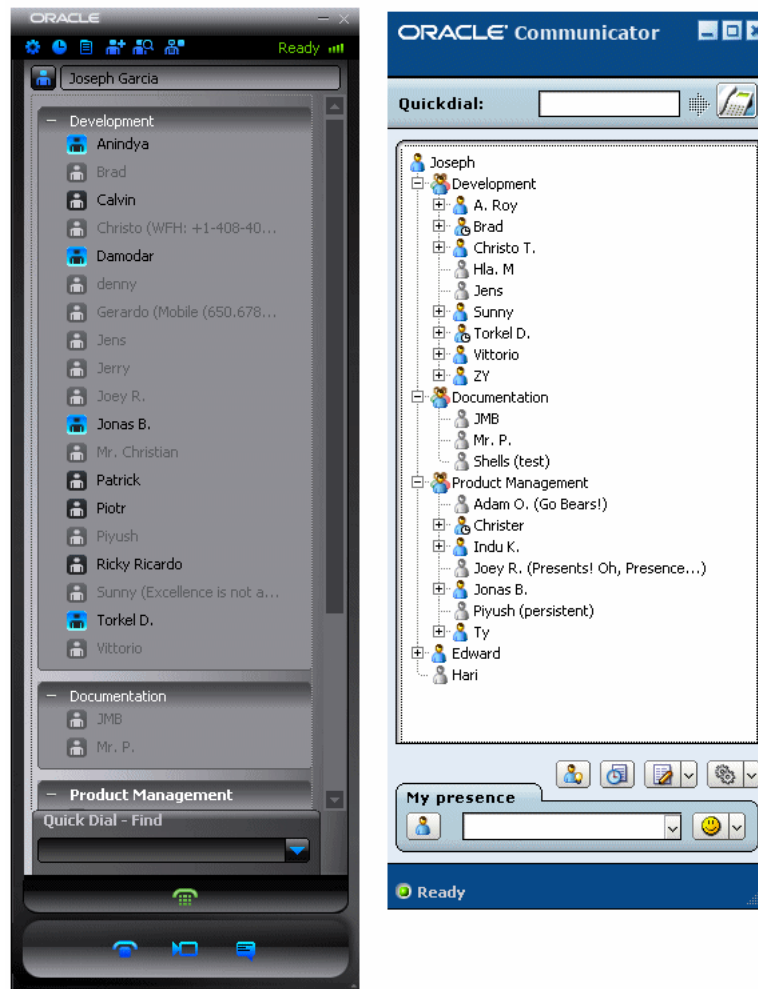 ORACLE
Ready
Joseph Garcia
Development
Anindya
Brad
Calvin
Christo (WFH: +1-408-40...
Damodar
denny
Gerardo (Mobile (650.678...
Jens
Jerry
Joey R.
Jonas B.
Mr. Christian
Patrick
Piotr
Piyush
Ricky Ricardo
Sunny (Excellence is not a...
Torkel D.
Vittorio
Documentation
JMB
Mr. P.
Product Management
Quick Dial - Find
ORACLE Communicator
Quickdial:
Joseph
Development
A. Roy
Brad
Christo T.
Hla. M
Jens
Sunny
Torkel D.
Vittorio
ZY
Documentation
JMB
Mr. P.
Shells (test)
Product Management
Adam O. (Go Bears!)
Christer
Indu K.
Joey R. (Presents! Oh, Presence...)
Jonas B.
Piyush (persistent)
Ty
Edward
Hari
My presence
Ready